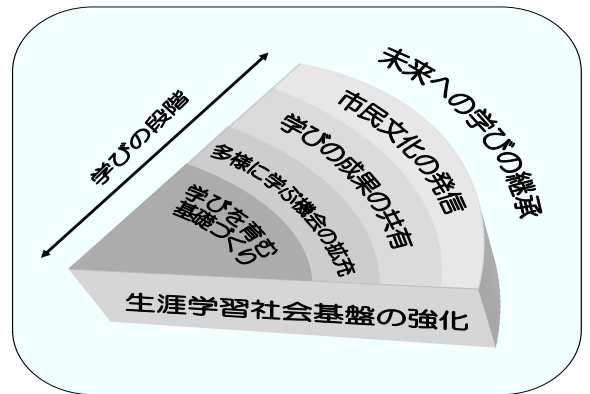 未来への学びの継承
学びの段階
市民文化の発信
学びの成果の共有
多様に学ぶ機会の拡充
学びを育む
基礎づくり
生涯学習社会基盤の強化